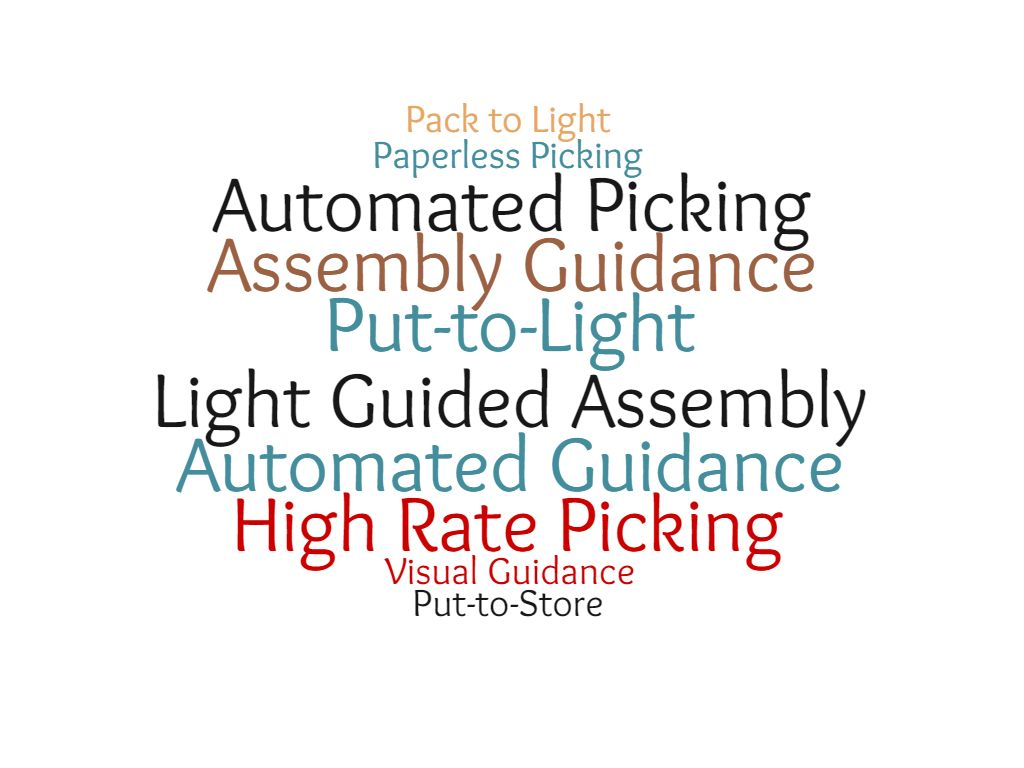 Pack to Light
Paperless Picking
Automated Picking
Assembly Guidance
Put-to-Light
Light Guided Assembly
Automated Guidance
High Rate Picking
Visual Guidance
Put-to-Store